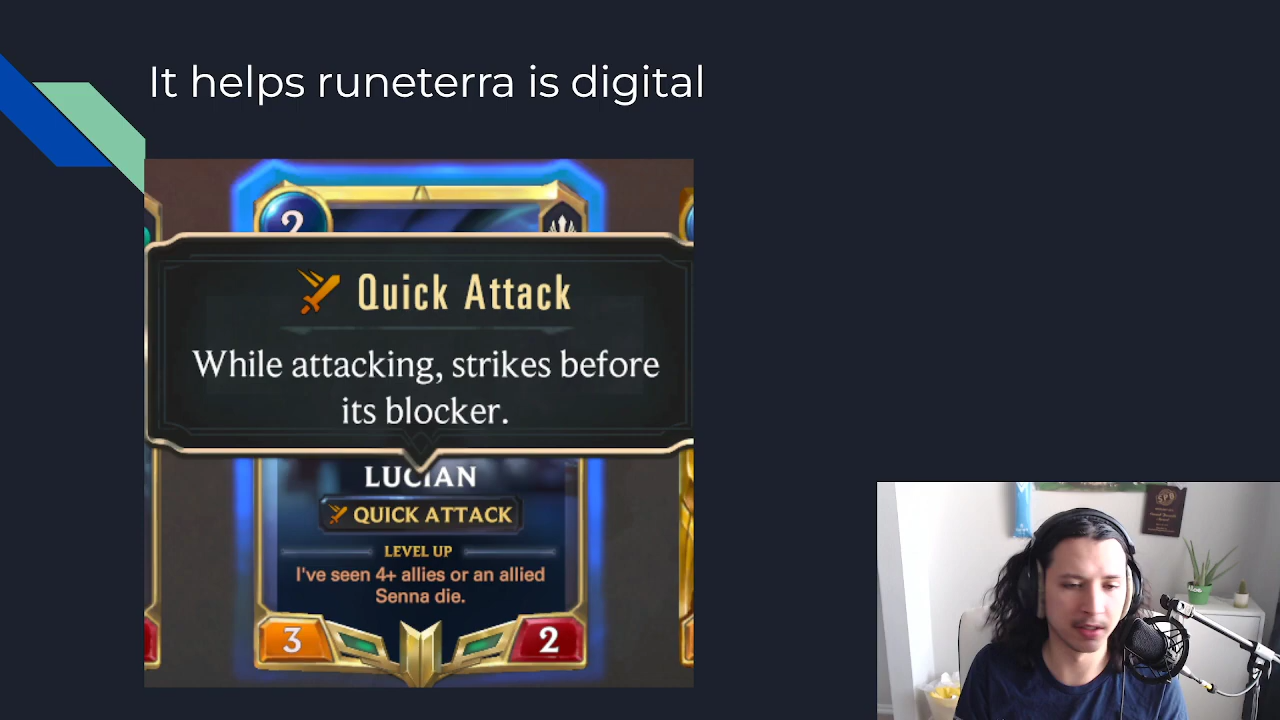 It helps runeterra is digital
2
Quick Attack
While attacking, strikes before
its blocker.
LUCIAN
QUICK ATTACK
LEVEL UP
I've seen 4+ allies or an allied
Senna die.
3
2